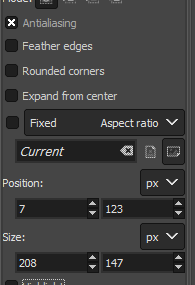 Mode:
Antialiasing
Feather edges
Rounded corners
Expand from center
Fixed Aspect ratio
Current
Position: px
7 123
Size: px
208 147
Highlight